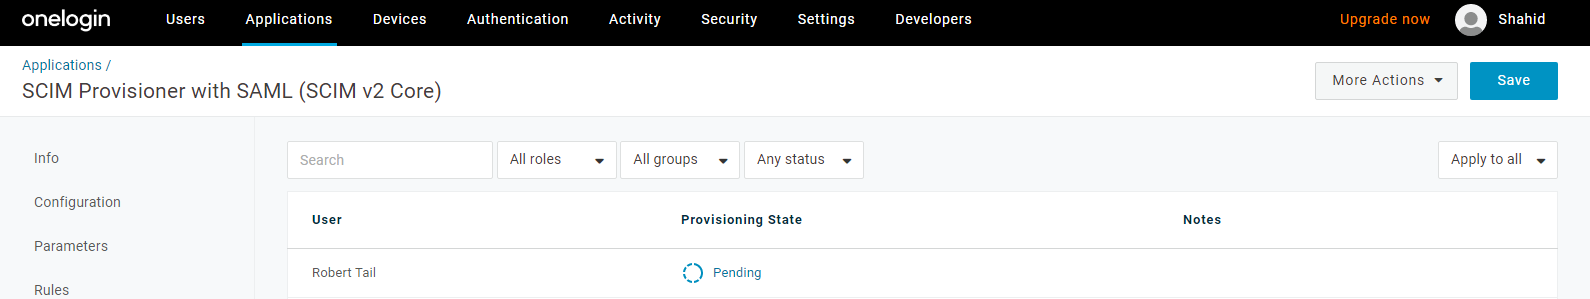 onelogin Users Applications Devices Authentication Activity Security Settings Developers Upgrade now Shahid
Applications /
SCIM Provisioner with SAML (SCIM v2 Core)
More Actions Save
Info
Configuration
Parameters
Rules
Search All roles All groups Any status Apply to all
User Provisioning State Notes
Robert Tail Pending